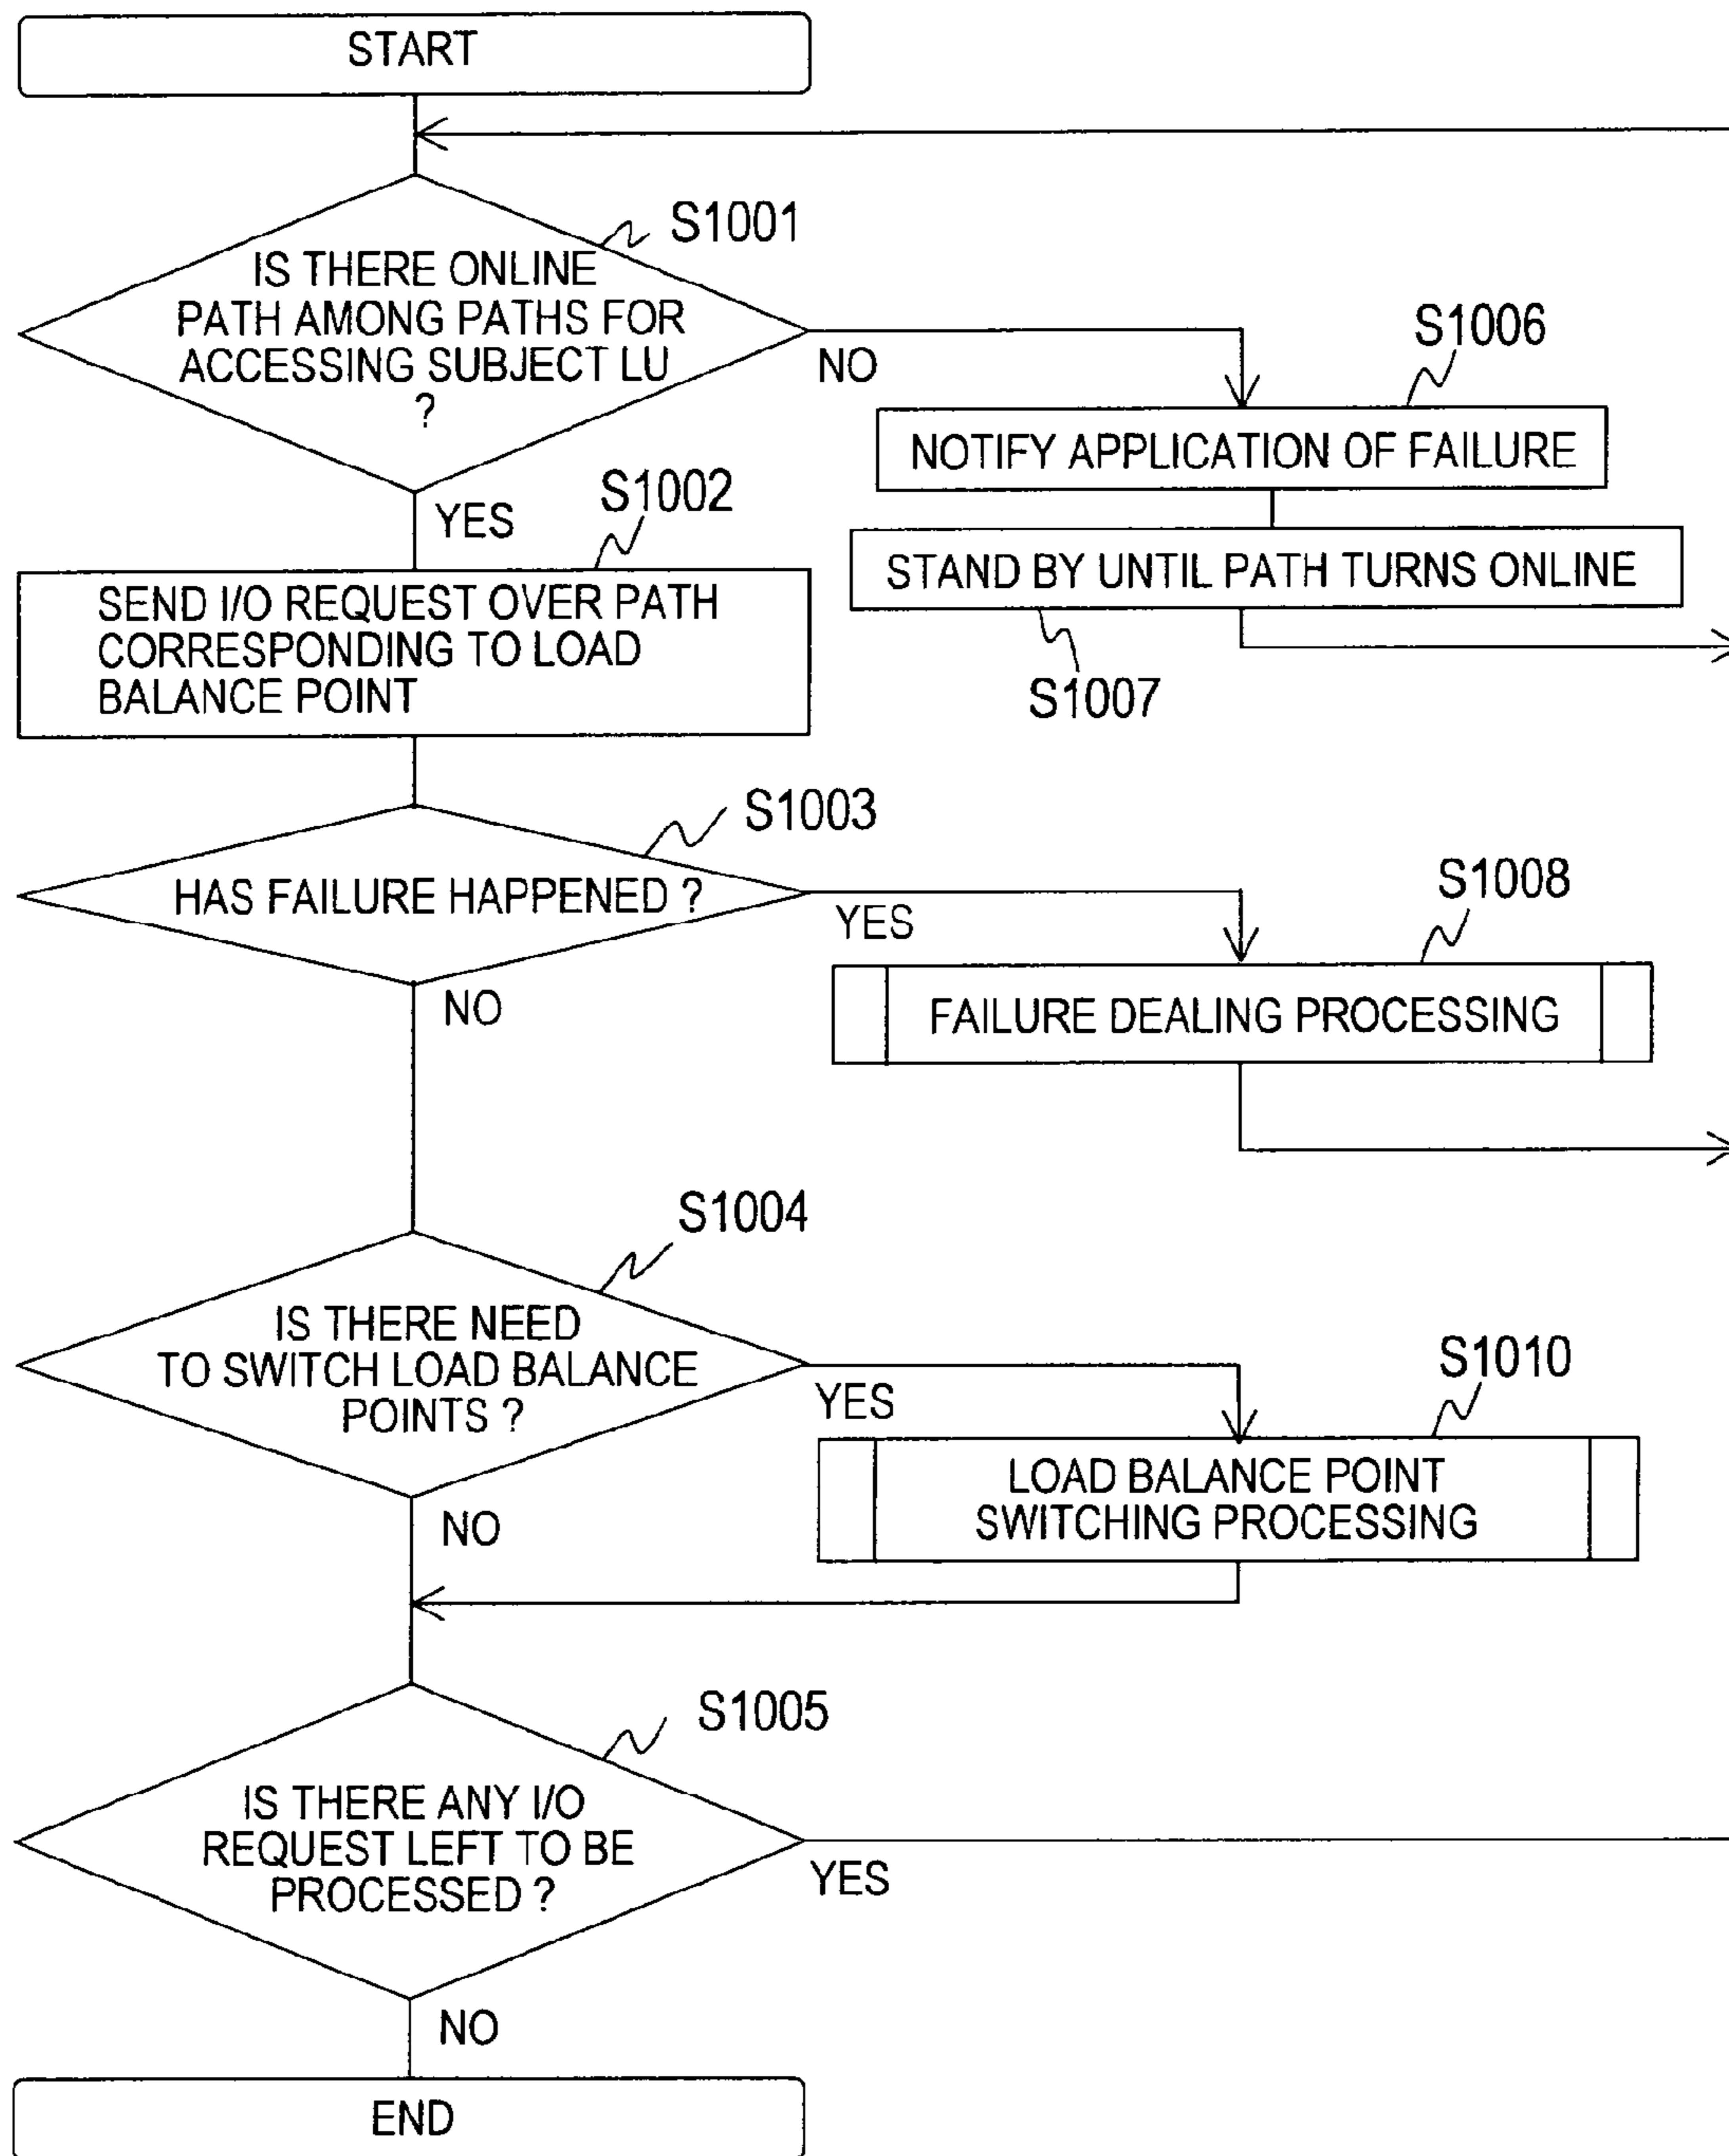 START
S1001
IS THERE ONLINE
PATH AMONG PATHS FOR
ACCESSING SUBJECT LU
?
NO
S1006
NOTIFY APPLICATION OF FAILURE
YES
S1002
STAND BY UNTIL PATH TURNS ONLINE
S1007
SEND I/O REQUEST OVER PATH
CORRESPONDING TO LOAD
BALANCE POINT
S1003
HAS FAILURE HAPPENED ?
YES
S1008
NO
FAILURE DEALING PROCESSING
S1004
IS THERE NEED
TO SWITCH LOAD BALANCE
POINTS ?
YES
S1010
NO
LOAD BALANCE POINT
SWITCHING PROCESSING
S1005
IS THERE ANY I/O
REQUEST LEFT TO BE
PROCESSED ?
YES
NO
END